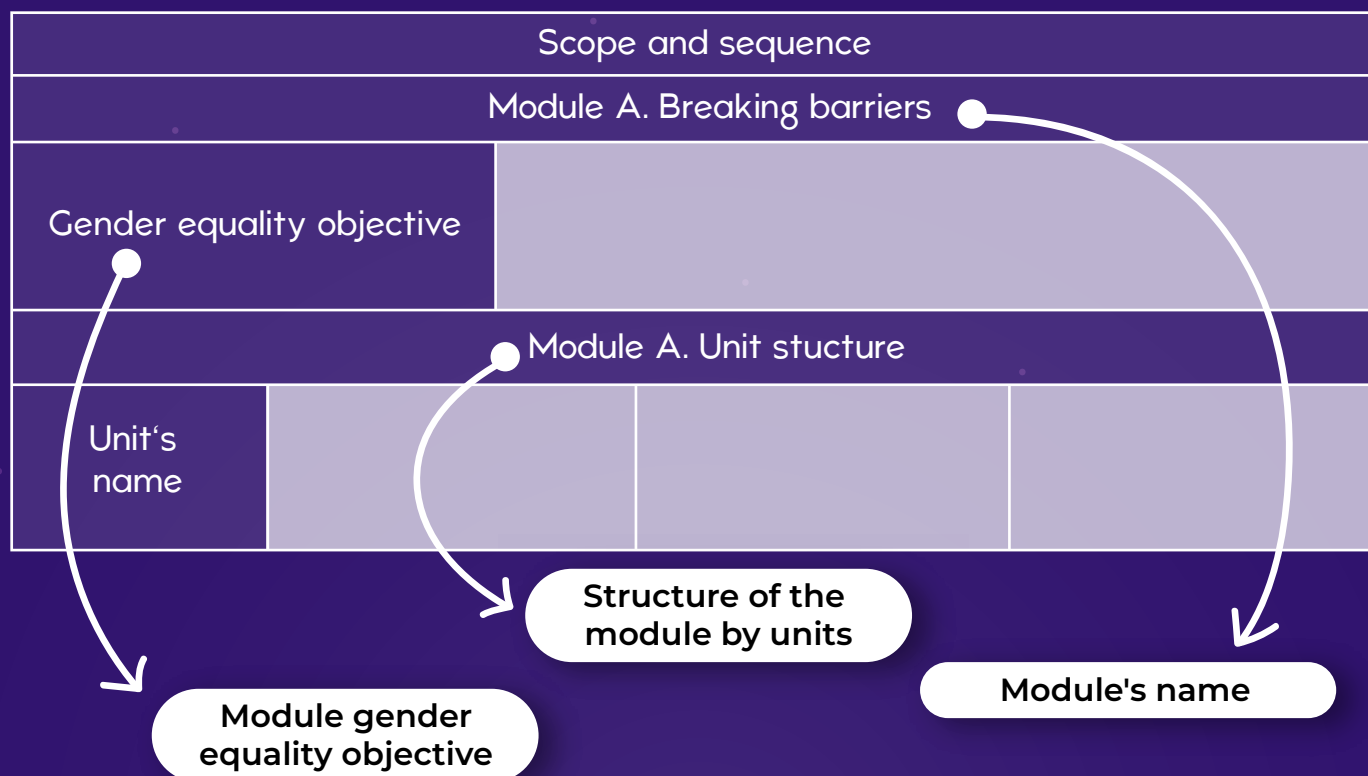 Scope and sequence
Module A. Breaking barriers
Gender equality objective
Module A. Unit stucture
Unit‘s
name
Structure of the
module by units
Module's name
Module gender
equality objective